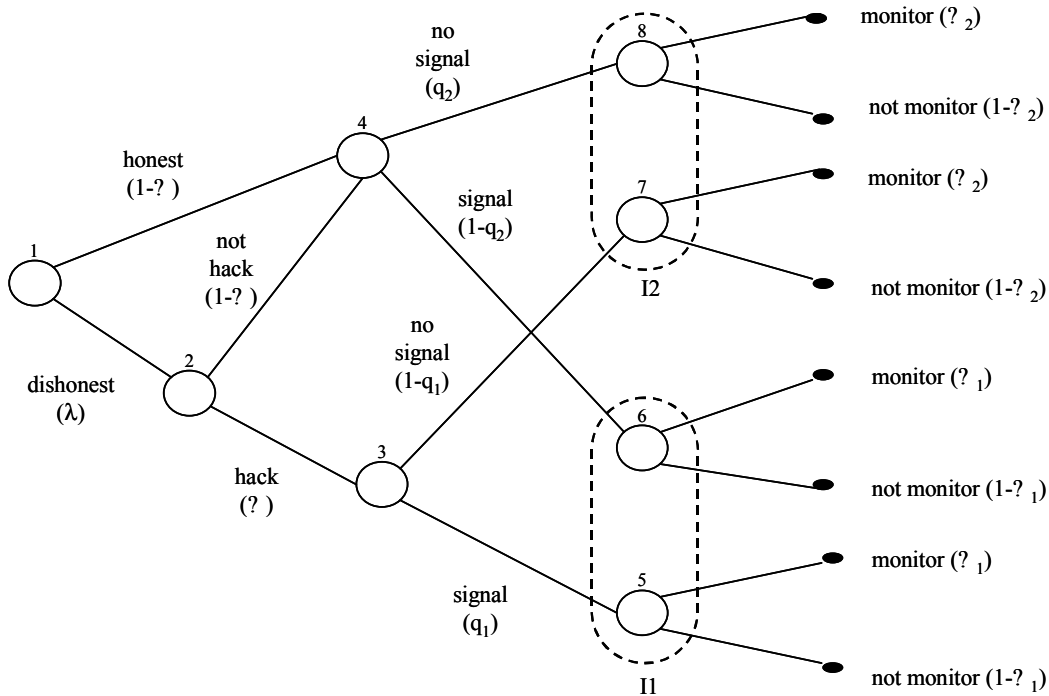 no
signal
(q2)
8
monitor (? 2)
not monitor (1-? 2)
4
honest
(1-? )
monitor (? 2)
7
signal
(1-q2)
not
hack
(1-? )
1
not monitor (1-? 2)
I2
no
signal
(1-q1)
2
dishonest
(λ)
monitor (? 1)
6
3
hack
(? )
not monitor (1-? 1)
monitor (? 1)
5
signal
(q1)
not monitor (1-? 1)
I1